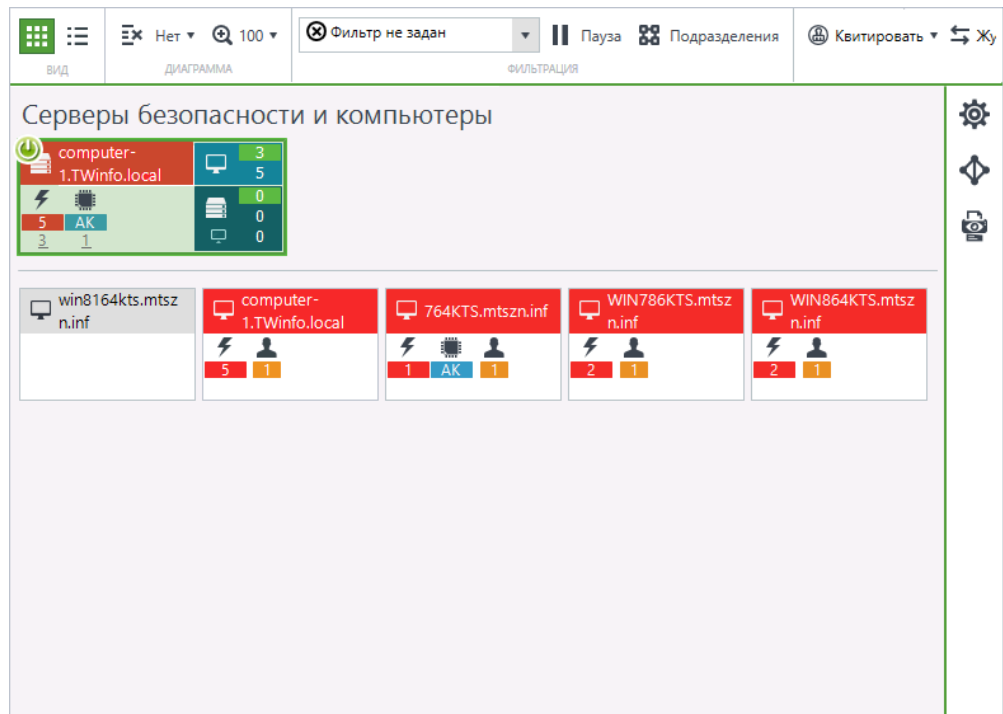 Нет 100 Фильтр не задан Пауза Подразделения Квитировать Жу
ВИД ДИАГРАММА ФИЛЬТРАЦИЯ
Серверы безопасности и компьютеры
computer-
1.TWinfo.local
3
5
5 АК
3 1
0
0
0
win8164kts.mtsz
n.inf
computer-
1.TWinfo.local
5 1
764KTS.mtszn.inf
1 АК 1
WIN786KTS.mtsz
n.inf
2 1
WIN864KTS.mtsz
n.inf
2 1